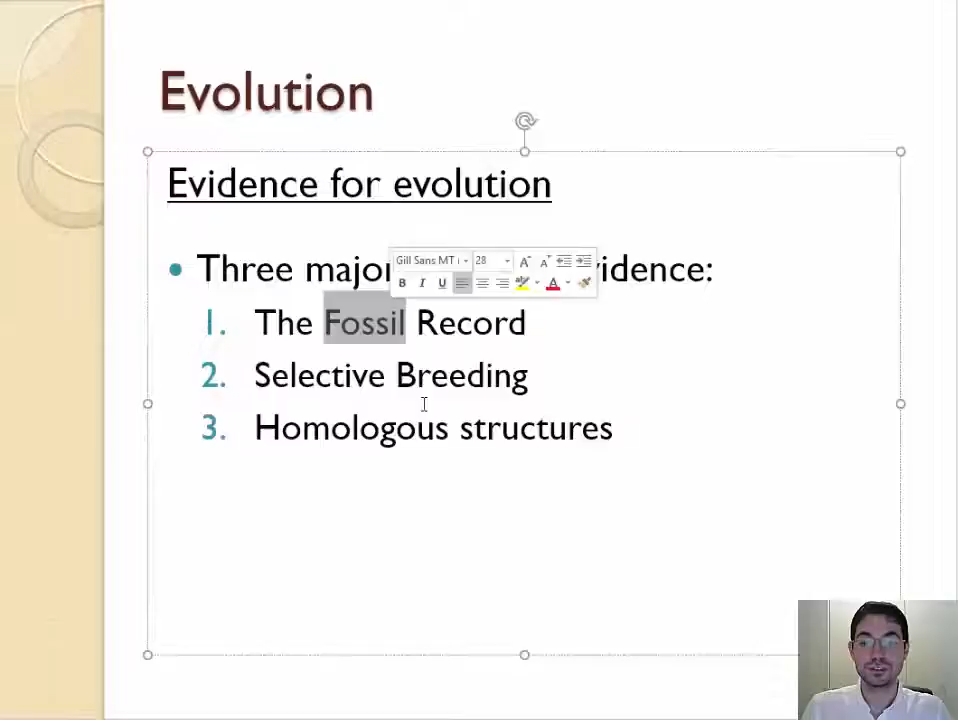 Evolution
Evidence for evolution
• Three major vidence:
Gill Sans MT 28
B I U A
1. The Fossil Record
2. Selective Breeding
3. Homologous structures